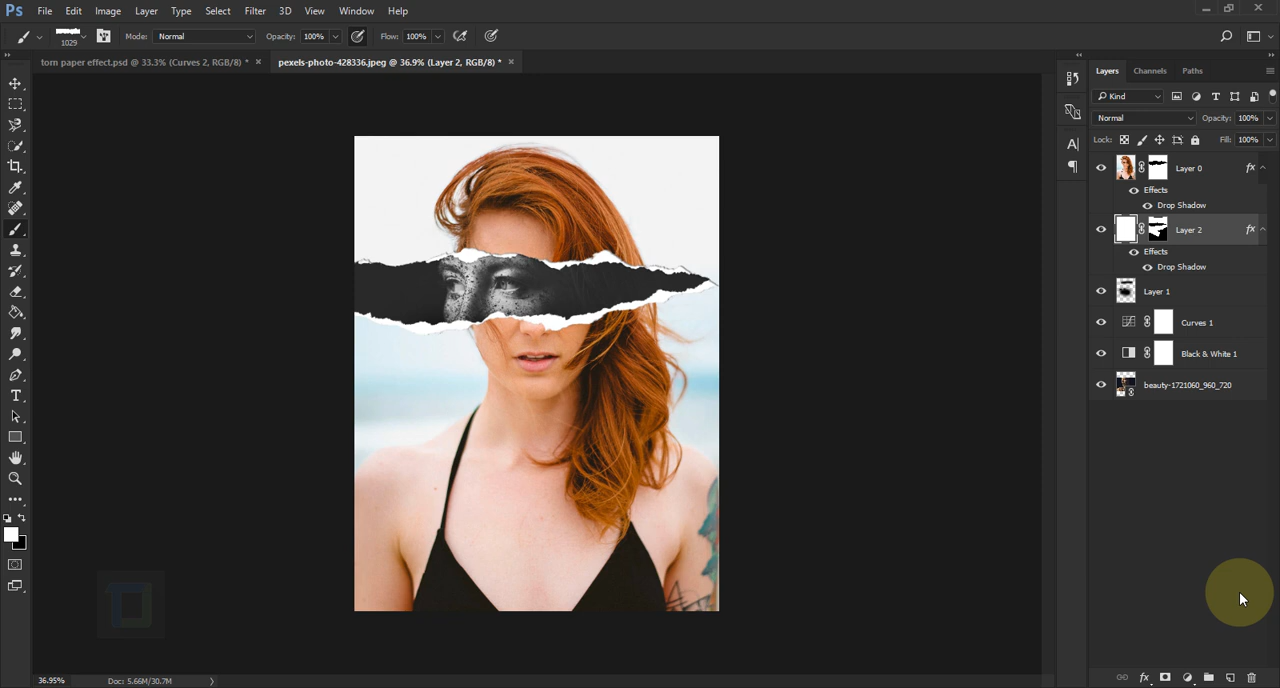 Ps File Edit Image Layer Type Select Filter 3D View Window Help
1029 Mode: Normal Opacity: 100% Flow: 100%
torn paper effect.psd @ 33.3% (Curves 2, RGB/8) * × pexels-photo-428336.jpeg @ 36.9% (Layer 2, RGB/8) * ×
Layers Channels Paths
Kind
Normal Opacity: 100%
Lock: Fill: 100%
Layer 0 fx
Effects
Drop Shadow
Layer 2 fx
Effects
Drop Shadow
Layer 1
Curves 1
Black & White 1
beauty-1721060_960_720
36.95% Doc: 5.66M/30.7M
fx